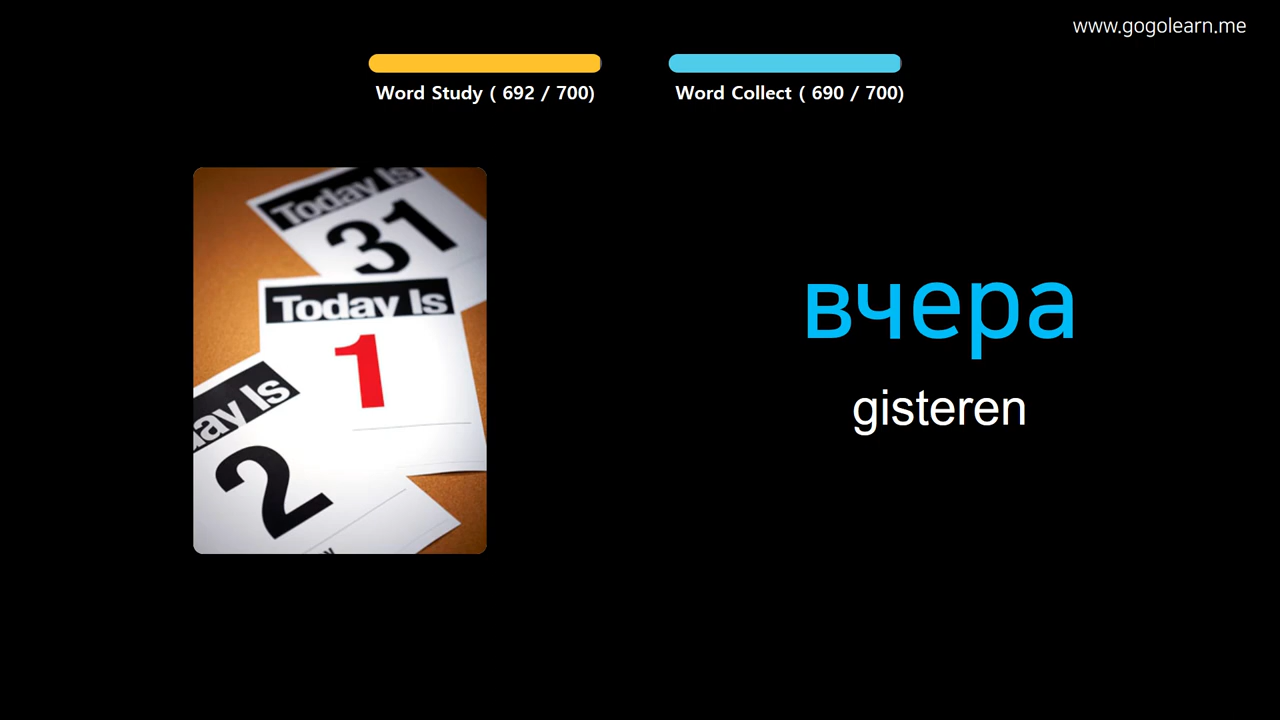 www.gogolearn.me
Word Study ( 692 / 700)
Word Collect ( 690 / 700)
Today Is
31
Today Is
1
ay Is
2
вчера
gisteren